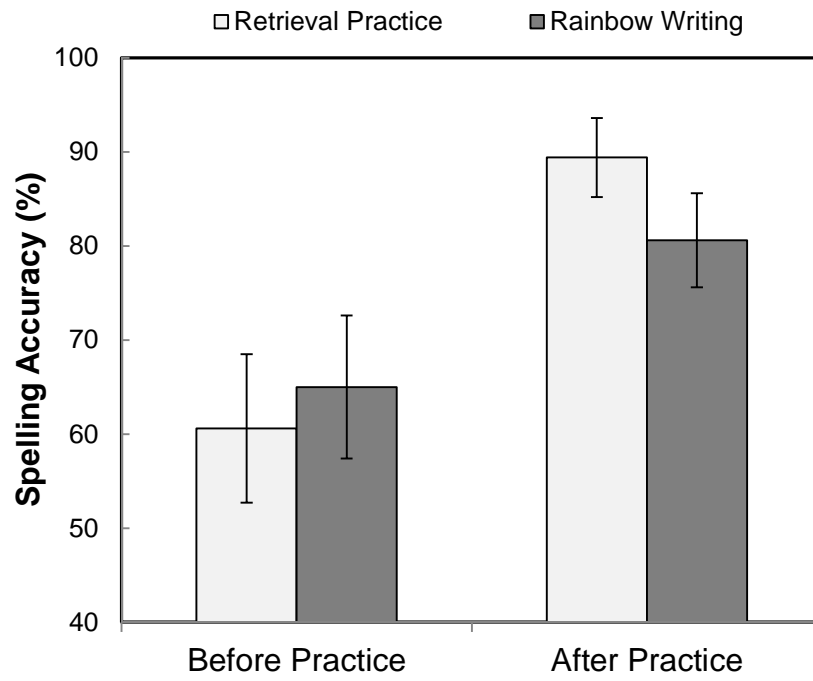 Retrieval Practice Rainbow Writing
100
90
80
70
60
50
40
Spelling Accuracy (%)
Before Practice After Practice